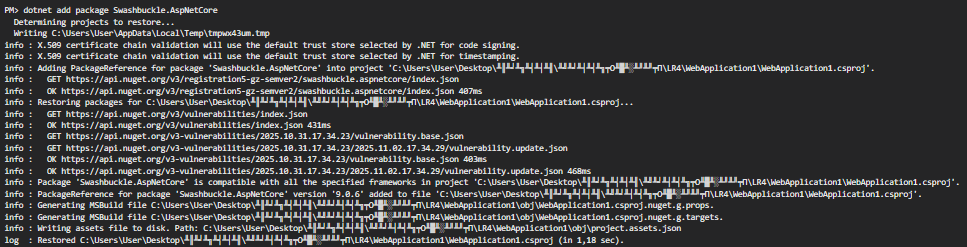 PM> dotnet add package Swashbuckle.AspNetCore
Determining projects to restore...
Writing C:\Users\User\AppData\Local\Temp\tmpwx43um.tmp
info : X.509 certificate chain validation will use the default trust store selected by .NET for code signing.
info : X.509 certificate chain validation will use the default trust store selected by .NET for timestamping.
info : Adding PackageReference for package 'Swashbuckle.AspNetCore' into project 'C:\Users\User\Desktop\ \LR4\WebApplication1\WebApplication1.csproj'.
info :   GET https://api.nuget.org/v3/registration5-gz-semver2/swashbuckle.aspnetcore/index.json
info :   OK https://api.nuget.org/v3/registration5-gz-semver2/swashbuckle.aspnetcore/index.json 407ms
info : Restoring packages for C:\Users\User\Desktop\ \LR4\WebApplication1\WebApplication1.csproj...
info :   GET https://api.nuget.org/v3/vulnerabilities/index.json
info :   OK https://api.nuget.org/v3/vulnerabilities/index.json 431ms
info :   GET https://api.nuget.org/v3-vulnerabilities/2025.10.31.17.34.23/vulnerability.base.json
info :   GET https://api.nuget.org/v3-vulnerabilities/2025.10.31.17.34.23/2025.11.02.17.34.29/vulnerability.update.json
info :   OK https://api.nuget.org/v3-vulnerabilities/2025.10.31.17.34.23/vulnerability.base.json 403ms
info :   OK https://api.nuget.org/v3-vulnerabilities/2025.10.31.17.34.23/2025.11.02.17.34.29/vulnerability.update.json 468ms
info : Package 'Swashbuckle.AspNetCore' is compatible with all the specified frameworks in project 'C:\Users\User\Desktop\ \LR4\WebApplication1\WebApplication1.csproj'.
info : PackageReference for package 'Swashbuckle.AspNetCore' version '9.0.6' added to file 'C:\Users\User\Desktop\ \LR4\WebApplication1\WebApplication1.csproj'.
info : Generating MSBuild file C:\Users\User\Desktop\ \LR4\WebApplication1\obj\WebApplication1.csproj.nuget.g.props.
info : Generating MSBuild file C:\Users\User\Desktop\ \LR4\WebApplication1\obj\WebApplication1.csproj.nuget.g.targets.
info : Writing assets file to disk. Path: C:\Users\User\Desktop\ \LR4\WebApplication1\obj\project.assets.json
log  : Restored C:\Users\User\Desktop\ \LR4\WebApplication1\WebApplication1.csproj (in 1,18 sec).